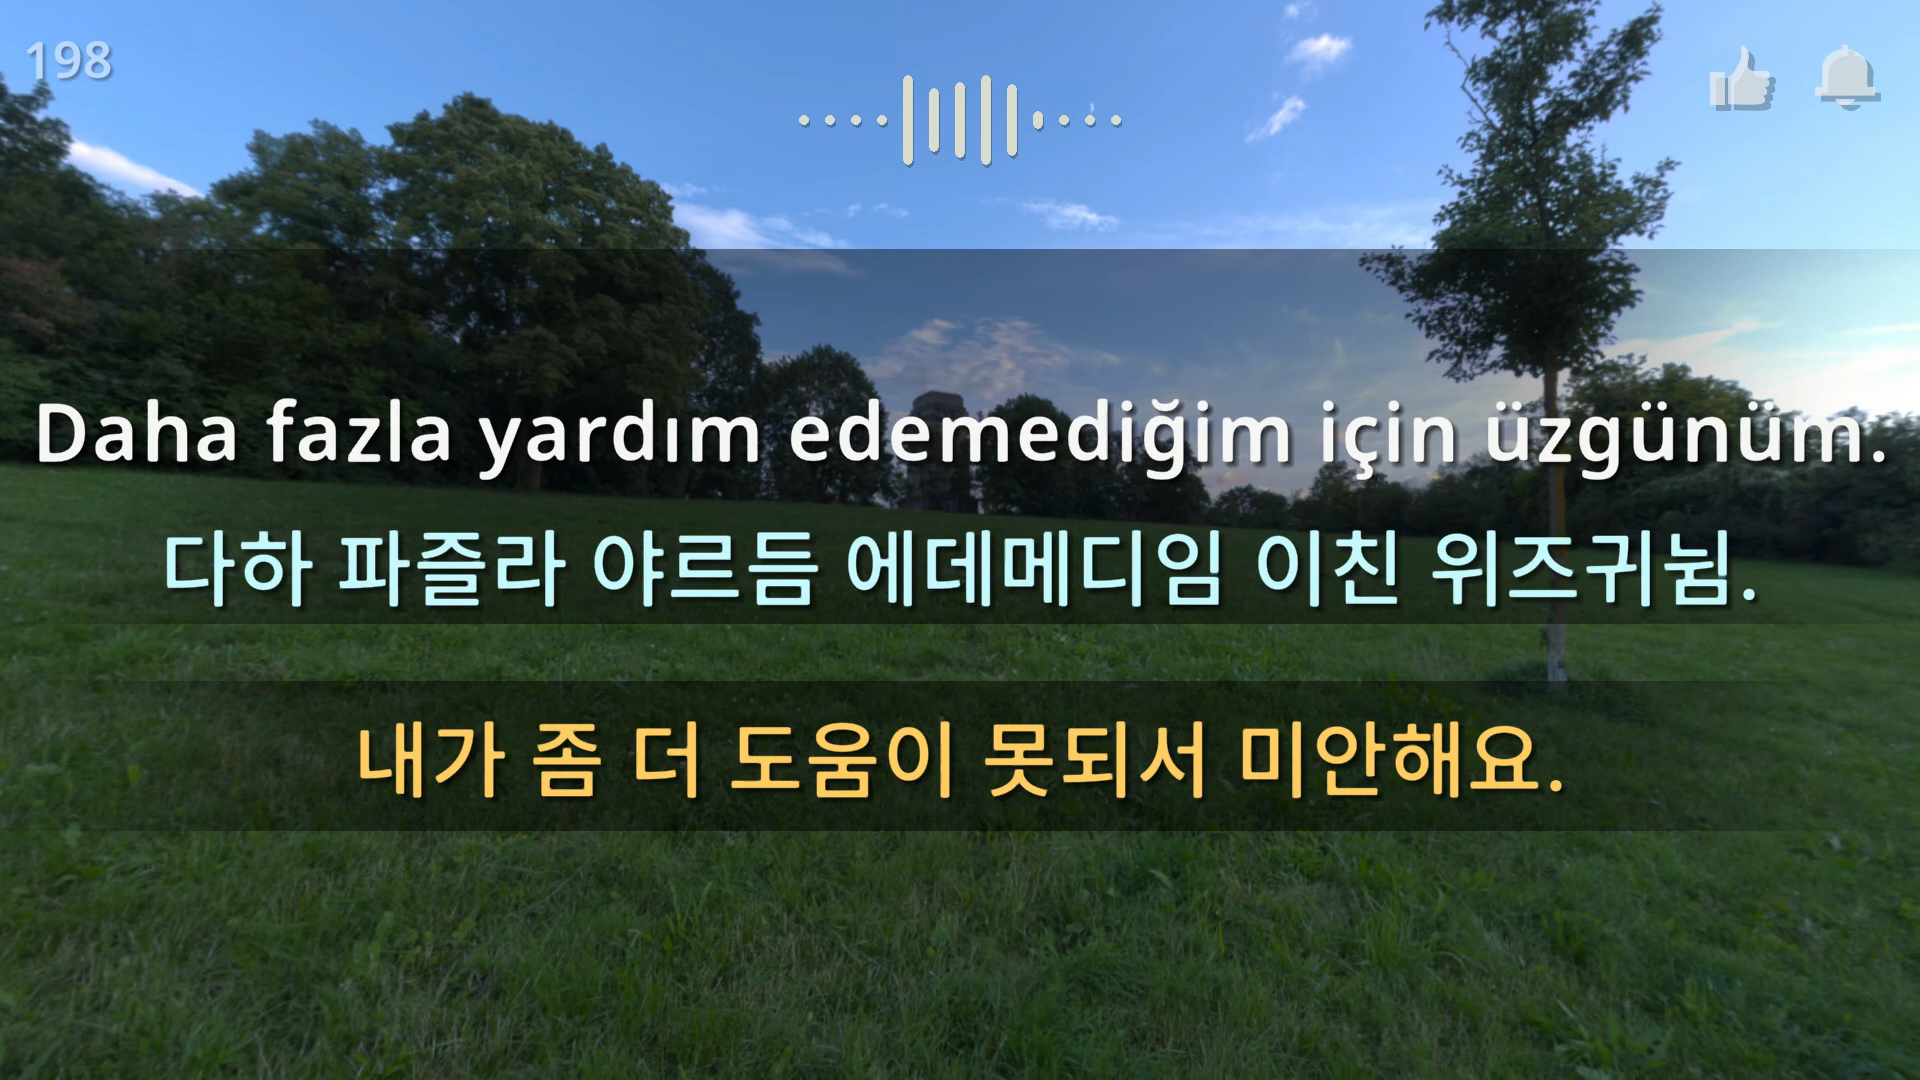 198
Daha fazla yardım edemediğim için üzgünüm.
다하 파즐라 야르듬 에데메디임 이친 위즈귀뉨.
내가 좀 더 도움이 못되서 미안해요.